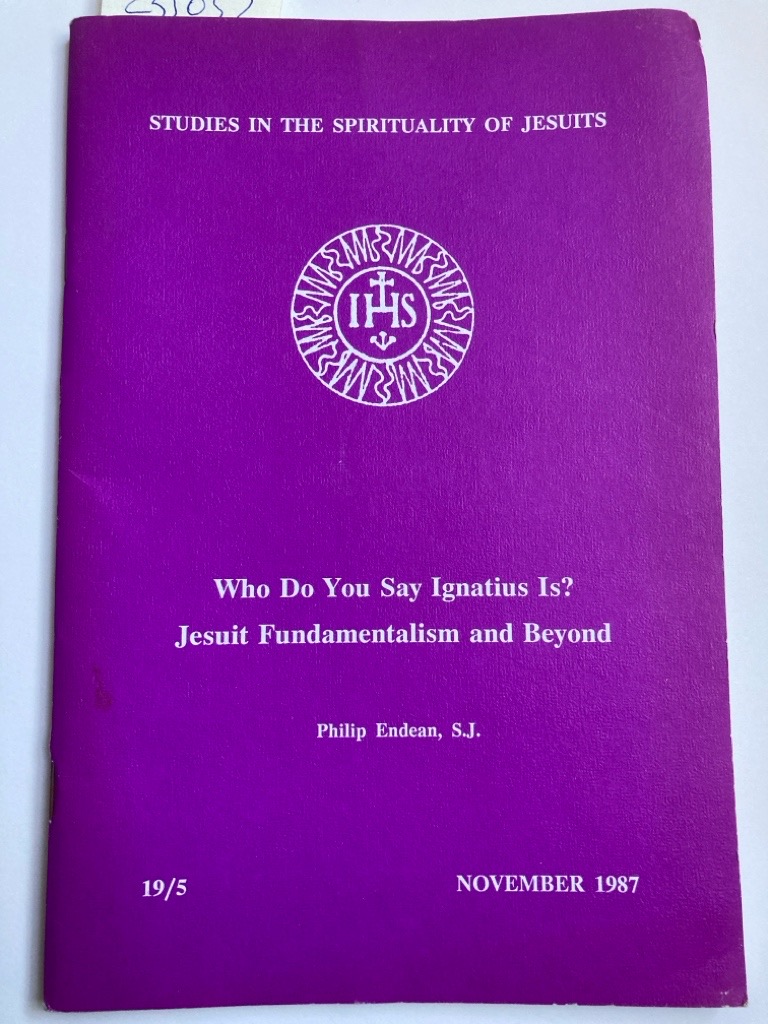 STUDIES IN THE SPIRITUALITY OF JESUITS
IHS
Who Do You Say Ignatius Is?
Jesuit Fundamentalism and Beyond
Philip Endean, S.J.
19/5
NOVEMBER 1987